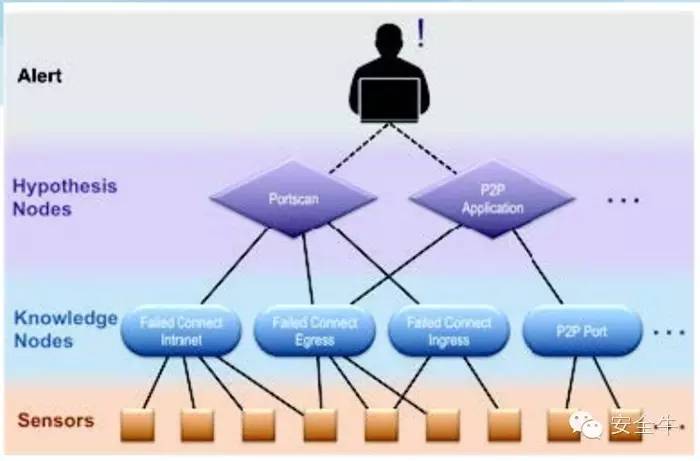 !
Alert
Hypothesis
Nodes
Portscan
P2P
Application
...
Knowledge
Nodes
Failed Connect
Intranet
Failed Connect
Egress
Failed Connect
Ingress
P2P Port
...
Sensors
安全牛